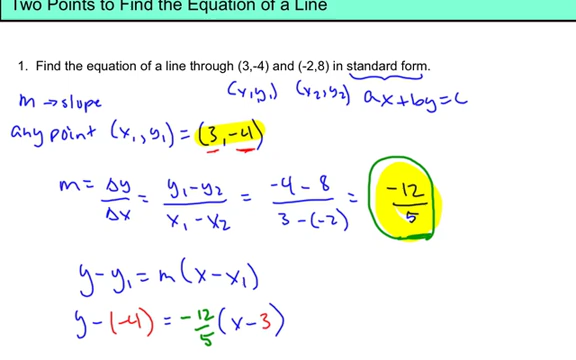 Two Points to Find the Equation of a Line
1. Find the equation of a line through (3,-4) and (-2,8) in standard form.
(x₁y₁) (x₂,y₂) ax+by=c
m → slope
any point (x₁,y₁) = (3,-4)
m = Δy/Δx = y₁-y₂/x₁-x₂ = -4-8/3-(-2) = -12/5
y-y₁ = m(x-x₁)
y-(-4) = -12/5(x-3)